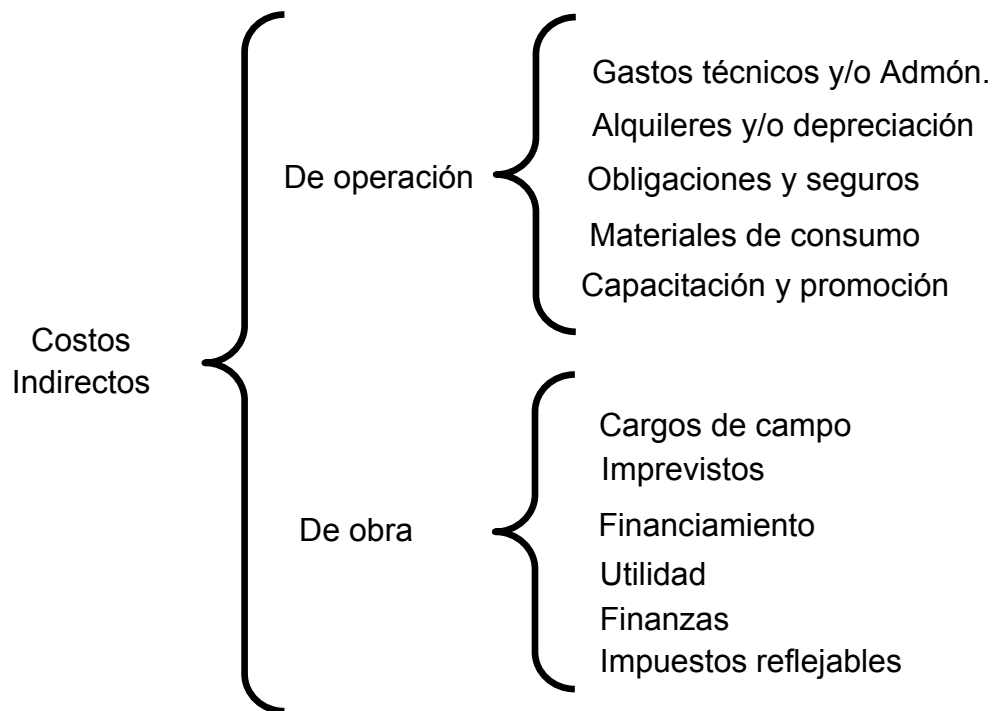 Costos
Indirectos
De operación
Gastos técnicos y/o Admón.
Alquileres y/o depreciación
Obligaciones y seguros
Materiales de consumo
Capacitación y promoción
De obra
Cargos de campo
Imprevistos
Financiamiento
Utilidad
Finanzas
Impuestos reflejables